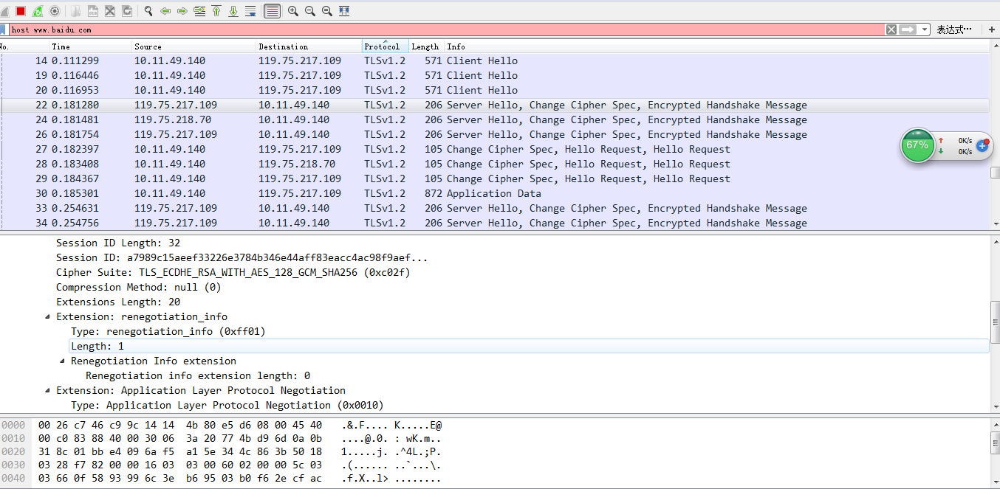 host www.baidu.com 表达式… +
No. Time Source Destination Protocol Length Info
14 0.111299 10.11.49.140 119.75.217.109 TLSv1.2 571 Client Hello
19 0.116446 10.11.49.140 119.75.217.109 TLSv1.2 571 Client Hello
20 0.116953 10.11.49.140 119.75.217.109 TLSv1.2 571 Client Hello
22 0.181280 119.75.217.109 10.11.49.140 TLSv1.2 206 Server Hello, Change Cipher Spec, Encrypted Handshake Message
24 0.181481 119.75.218.70 10.11.49.140 TLSv1.2 206 Server Hello, Change Cipher Spec, Encrypted Handshake Message
26 0.181754 119.75.217.109 10.11.49.140 TLSv1.2 206 Server Hello, Change Cipher Spec, Encrypted Handshake Message
27 0.182397 10.11.49.140 119.75.217.109 TLSv1.2 105 Change Cipher Spec, Hello Request, Hello Request
28 0.183408 10.11.49.140 119.75.218.70 TLSv1.2 105 Change Cipher Spec, Hello Request, Hello Request
29 0.184367 10.11.49.140 119.75.217.109 TLSv1.2 105 Change Cipher Spec, Hello Request, Hello Request
30 0.185301 10.11.49.140 119.75.217.109 TLSv1.2 872 Application Data
33 0.254631 119.75.217.109 10.11.49.140 TLSv1.2 206 Server Hello, Change Cipher Spec, Encrypted Handshake Message
34 0.254756 119.75.217.109 10.11.49.140 TLSv1.2 206 Server Hello, Change Cipher Spec, Encrypted Handshake Message
67% 0K/s
0K/s
Session ID Length: 32
Session ID: a7989c15aeef33226e3784b346e44aff83eacc4ac98f9aef...
Cipher Suite: TLS_ECDHE_RSA_WITH_AES_128_GCM_SHA256 (0xc02f)
Compression Method: null (0)
Extensions Length: 20
Extension: renegotiation_info
Type: renegotiation_info (0xff01)
Length: 1
Renegotiation Info extension
Renegotiation info extension length: 0
Extension: Application Layer Protocol Negotiation
Type: Application Layer Protocol Negotiation (0x0010)
0000 00 26 c7 46 c9 9c 14 14 4b 80 e5 d6 08 00 45 40 .&.F.... K.....E@
0010 00 c0 83 88 40 00 30 06 3a 20 77 4b d9 6d 0a 0b ....@.0. : wK.m..
0020 31 8c 01 bb e4 09 6a f5 a1 5e 34 4c 86 3b 50 18 1.....j. .^4L.;P.
0030 03 28 f7 82 00 00 16 03 03 00 60 02 00 00 5c 03 .(...... ..`...\.
0040 03 66 0f 58 93 99 6c 3e b6 95 03 b0 f6 2e cf ac .f.X..l> ........